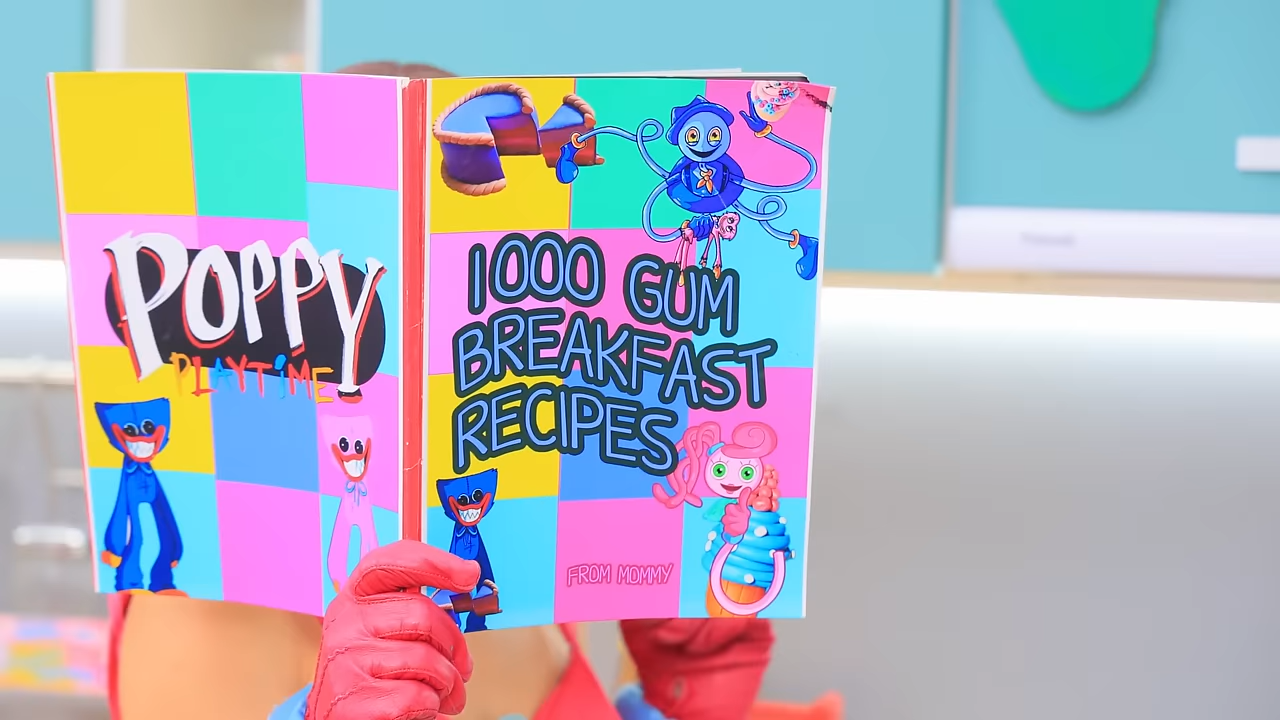 POPPY
PLAYTIME
1000 GUM
BREAKFAST
RECIPES
FROM MOMMY